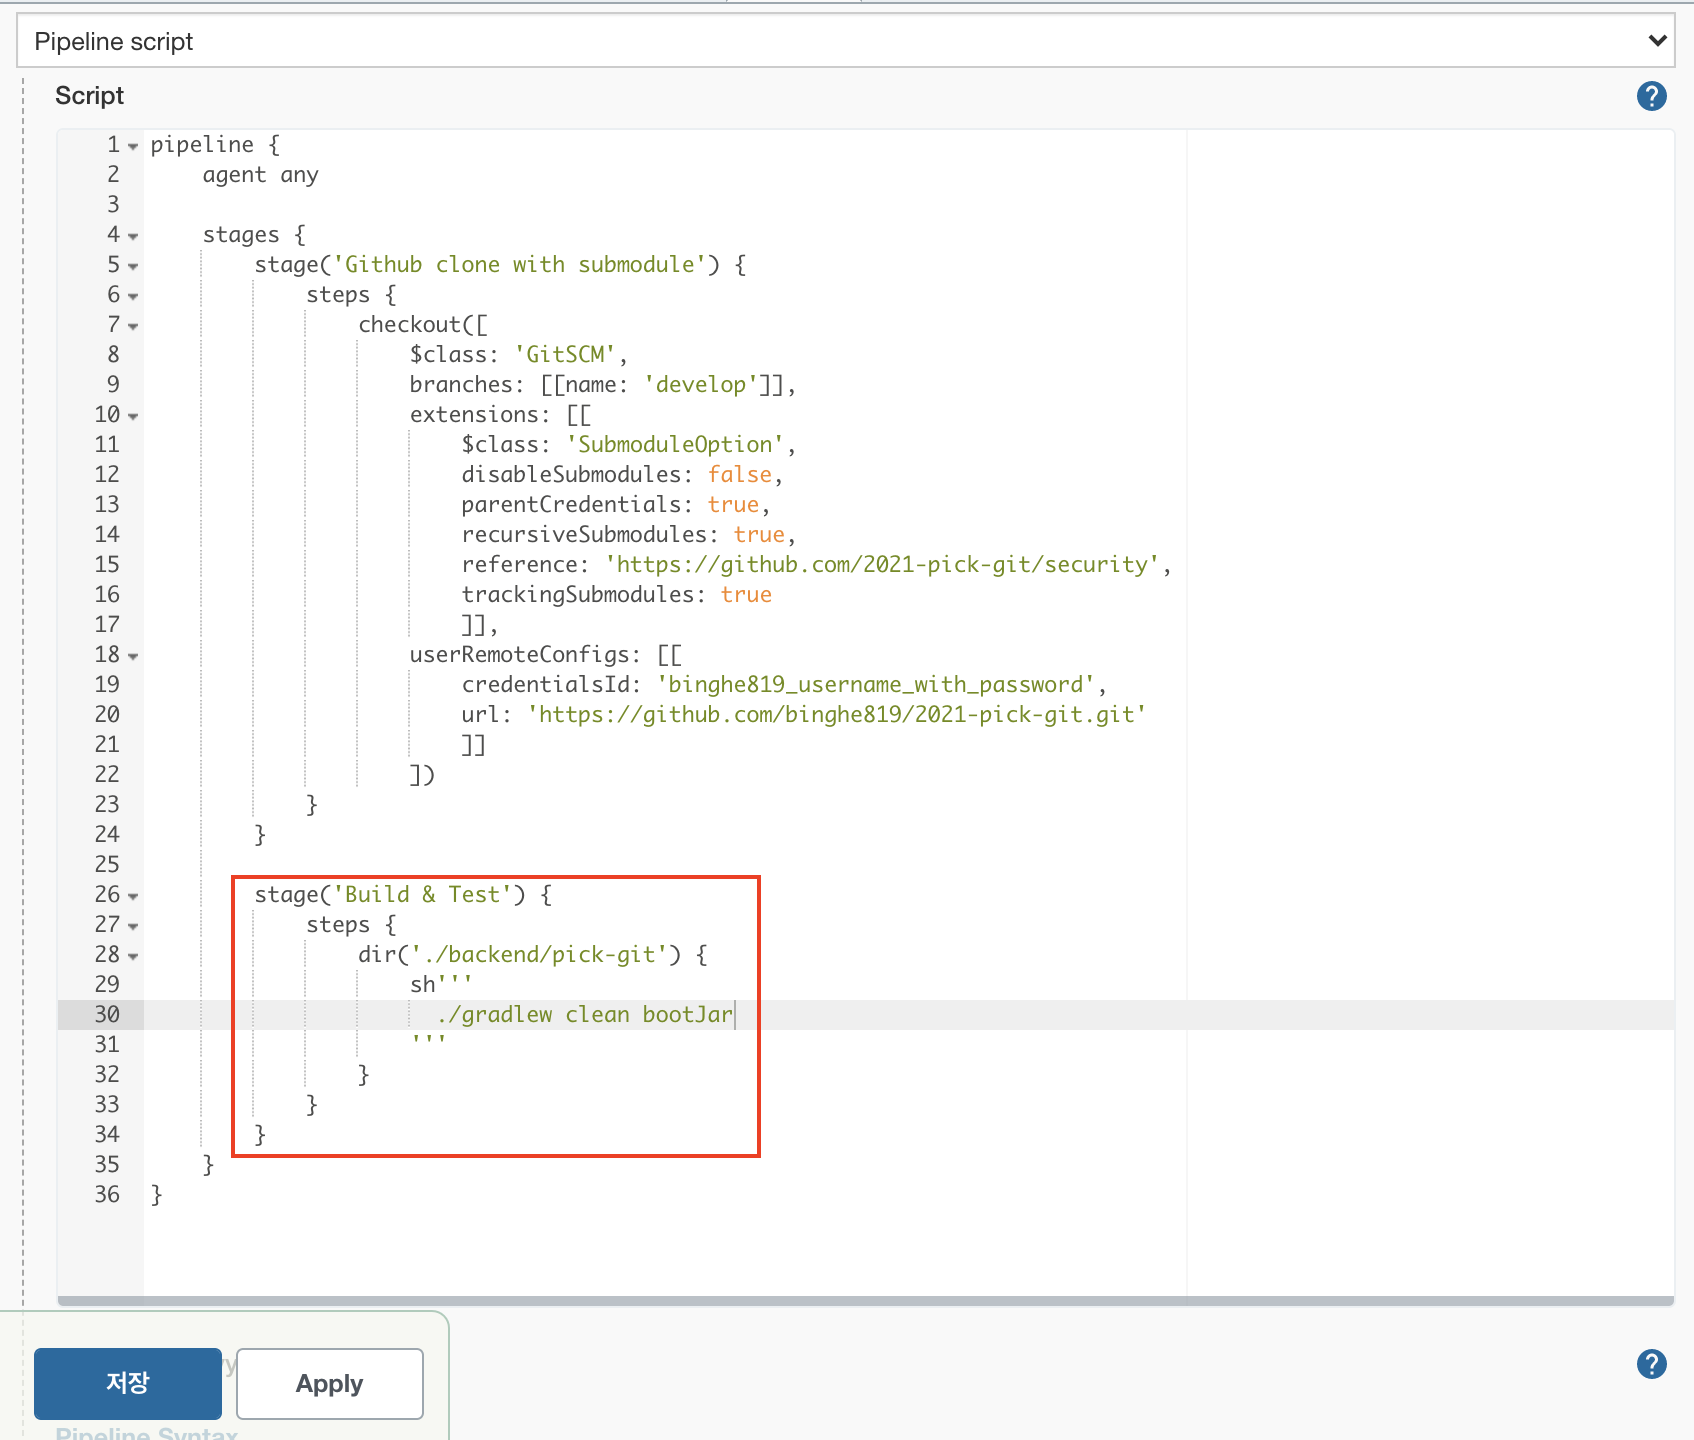 Pipeline script
Script
?
1 pipeline {
2     agent any
3
4     stages {
5         stage('Github clone with submodule') {
6             steps {
7                 checkout([
8                     $class: 'GitSCM',
9                     branches: [[name: 'develop']],
10                     extensions: [[
11                         $class: 'SubmoduleOption',
12                         disableSubmodules: false,
13                         parentCredentials: true,
14                         recursiveSubmodules: true,
15                         reference: 'https://github.com/2021-pick-git/security',
16                         trackingSubmodules: true
17                         ]],
18                     userRemoteConfigs: [[
19                         credentialsId: 'binghe819_username_with_password',
20                         url: 'https://github.com/binghe819/2021-pick-git.git'
21                         ]]
22                     ])
23             }
24         }
25
26         stage('Build & Test') {
27             steps {
28                 dir('./backend/pick-git') {
29                     sh'''
30                       ./gradlew clean bootJar
31                     '''
32                 }
33             }
34         }
35     }
36 }
저장
Apply
?
Pipeline Syntax